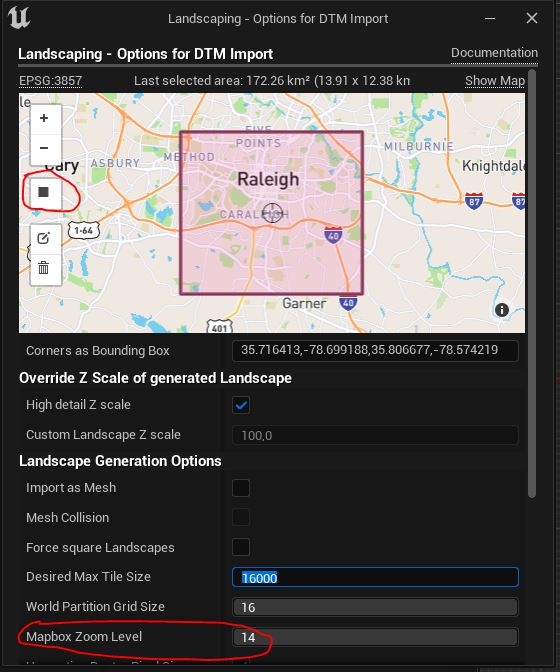 Landscaping - Options for DTM Import
Landscaping - Options for DTM Import
Documentation
EPSG:3857
Last selected area: 172.26 km² (13.91 x 12.38 km
Show Map
le
FIVE
POINTS
Cary
ASBURY
METHOD
MILBURNIE
Knightdale
Raleigh
CARALEIGH
I-64
40
87
87
Garner
40
401
Corners as Bounding Box
35.716413,-78.699188,35.806677,-78.574219
Override Z Scale of generated Landscape
High detail Z scale
Custom Landscape Z scale
100,0
Landscape Generation Options
Import as Mesh
Mesh Collision
Force square Landscapes
Desired Max Tile Size
16000
World Partition Grid Size
16
Mapbox Zoom Level
14